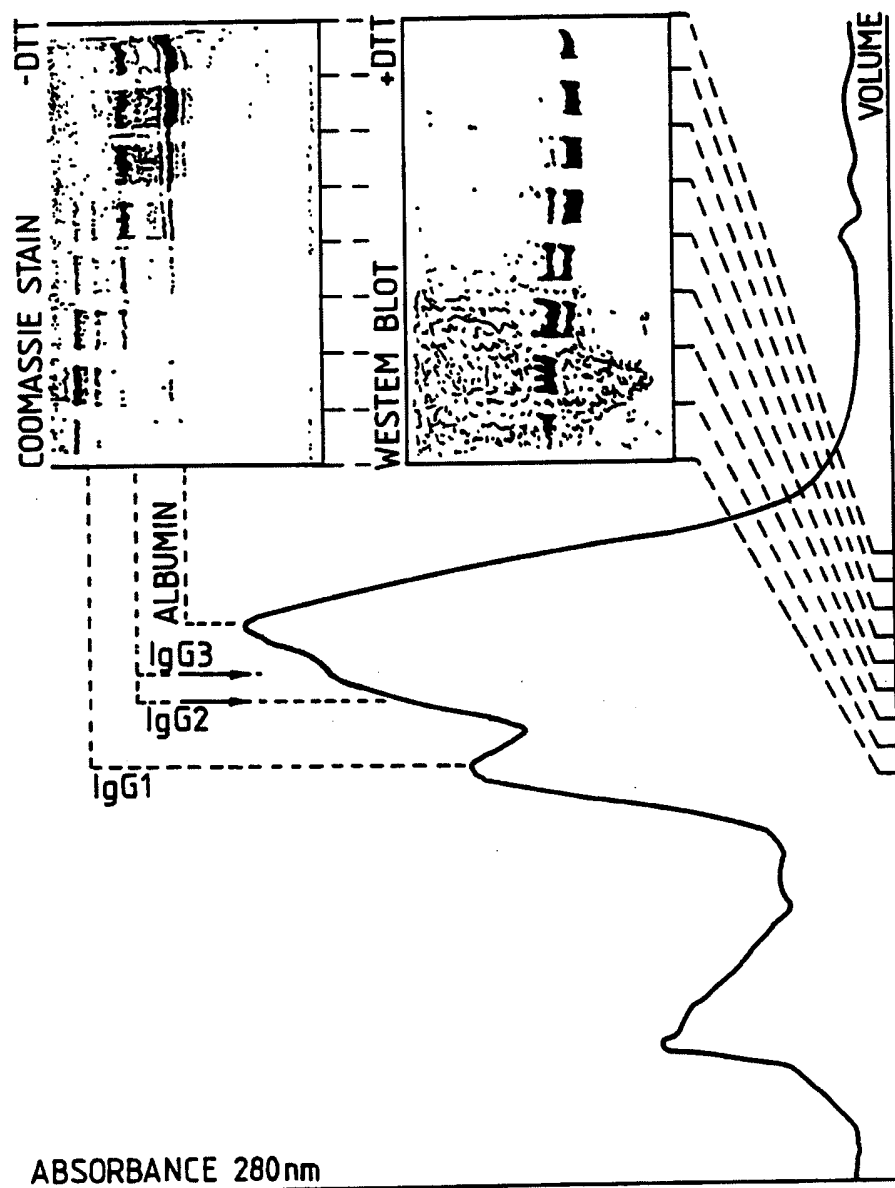 COOMASSIE STAIN -DTT
WESTEM BLOT +DTT
VOLUME
ALBUMIN
IgG3
IgG2
IgG1
ABSORBANCE 280nm